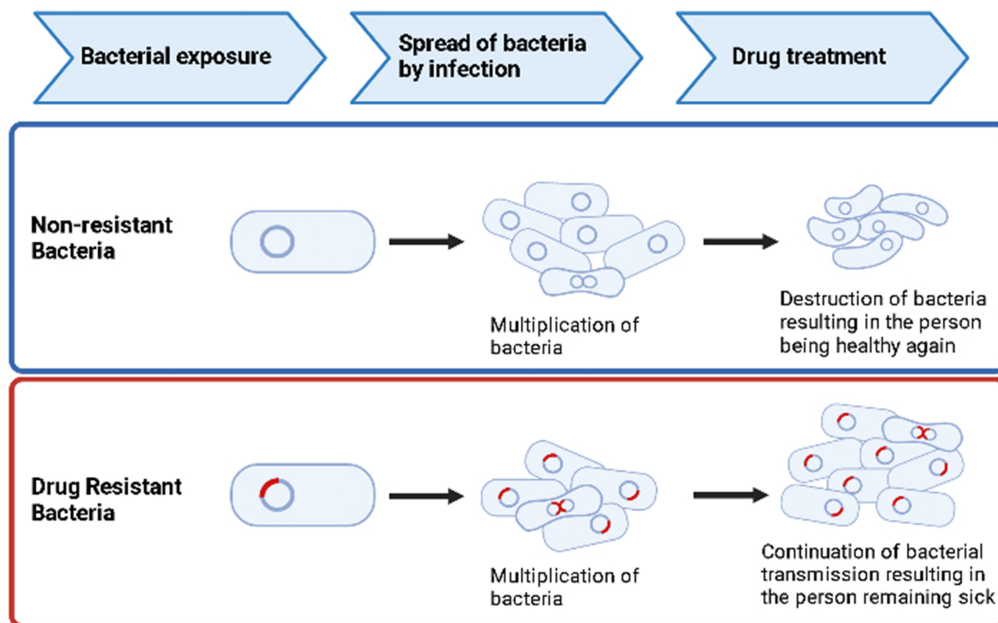 Bacterial exposure
Spread of bacteria
by infection
Drug treatment
Non-resistant
Bacteria
Multiplication of
bacteria
Destruction of bacteria
resulting in the person
being healthy again
Drug Resistant
Bacteria
Multiplication of
bacteria
Continuation of bacterial
transmission resulting in
the person remaining sick